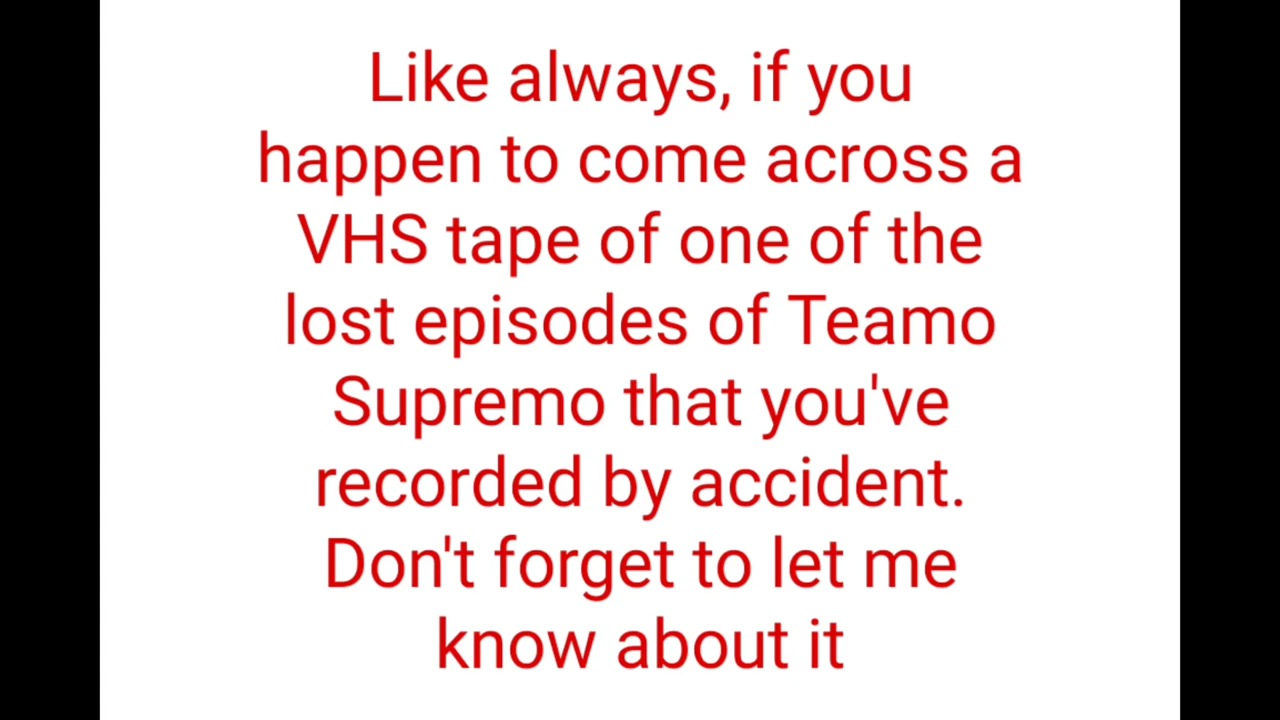 Like always, if you
happen to come across a
VHS tape of one of the
lost episodes of Teamo
Supremo that you've
recorded by accident.
Don't forget to let me
know about it